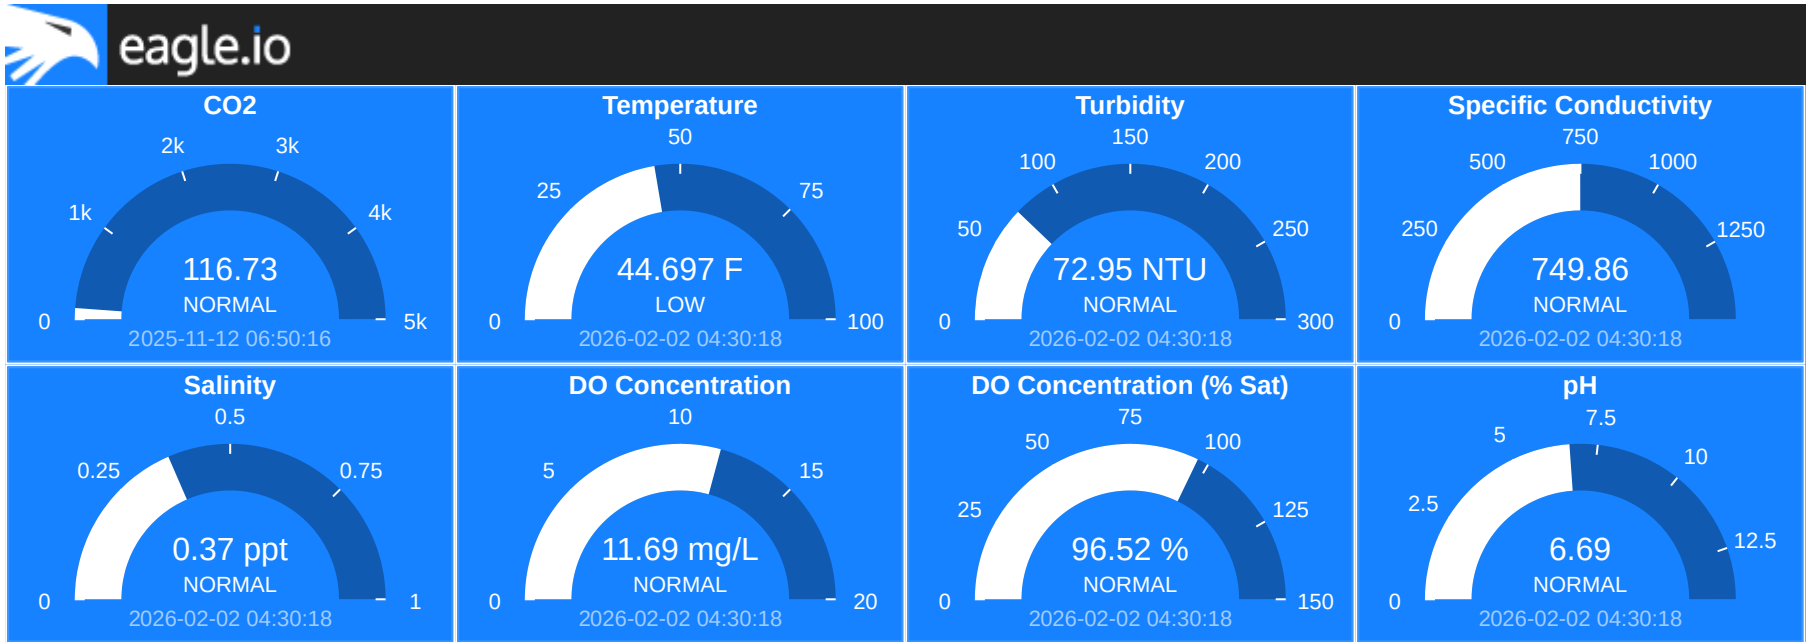 eagle.io
CO2
0
1k
2k
3k
4k
5k
116.73
NORMAL
2025-11-12 06:50:16
Temperature
0
25
50
75
100
44.697 F
LOW
2026-02-02 04:30:18
Turbidity
0
50
100
150
200
250
300
72.95 NTU
NORMAL
2026-02-02 04:30:18
Specific Conductivity
0
250
500
750
1000
1250
749.86
NORMAL
2026-02-02 04:30:18
Salinity
0
0.25
0.5
0.75
1
0.37 ppt
NORMAL
2026-02-02 04:30:18
DO Concentration
0
5
10
15
20
11.69 mg/L
NORMAL
2026-02-02 04:30:18
DO Concentration (% Sat)
0
25
50
75
100
125
150
96.52 %
NORMAL
2026-02-02 04:30:18
pH
0
2.5
5
7.5
10
12.5
6.69
NORMAL
2026-02-02 04:30:18